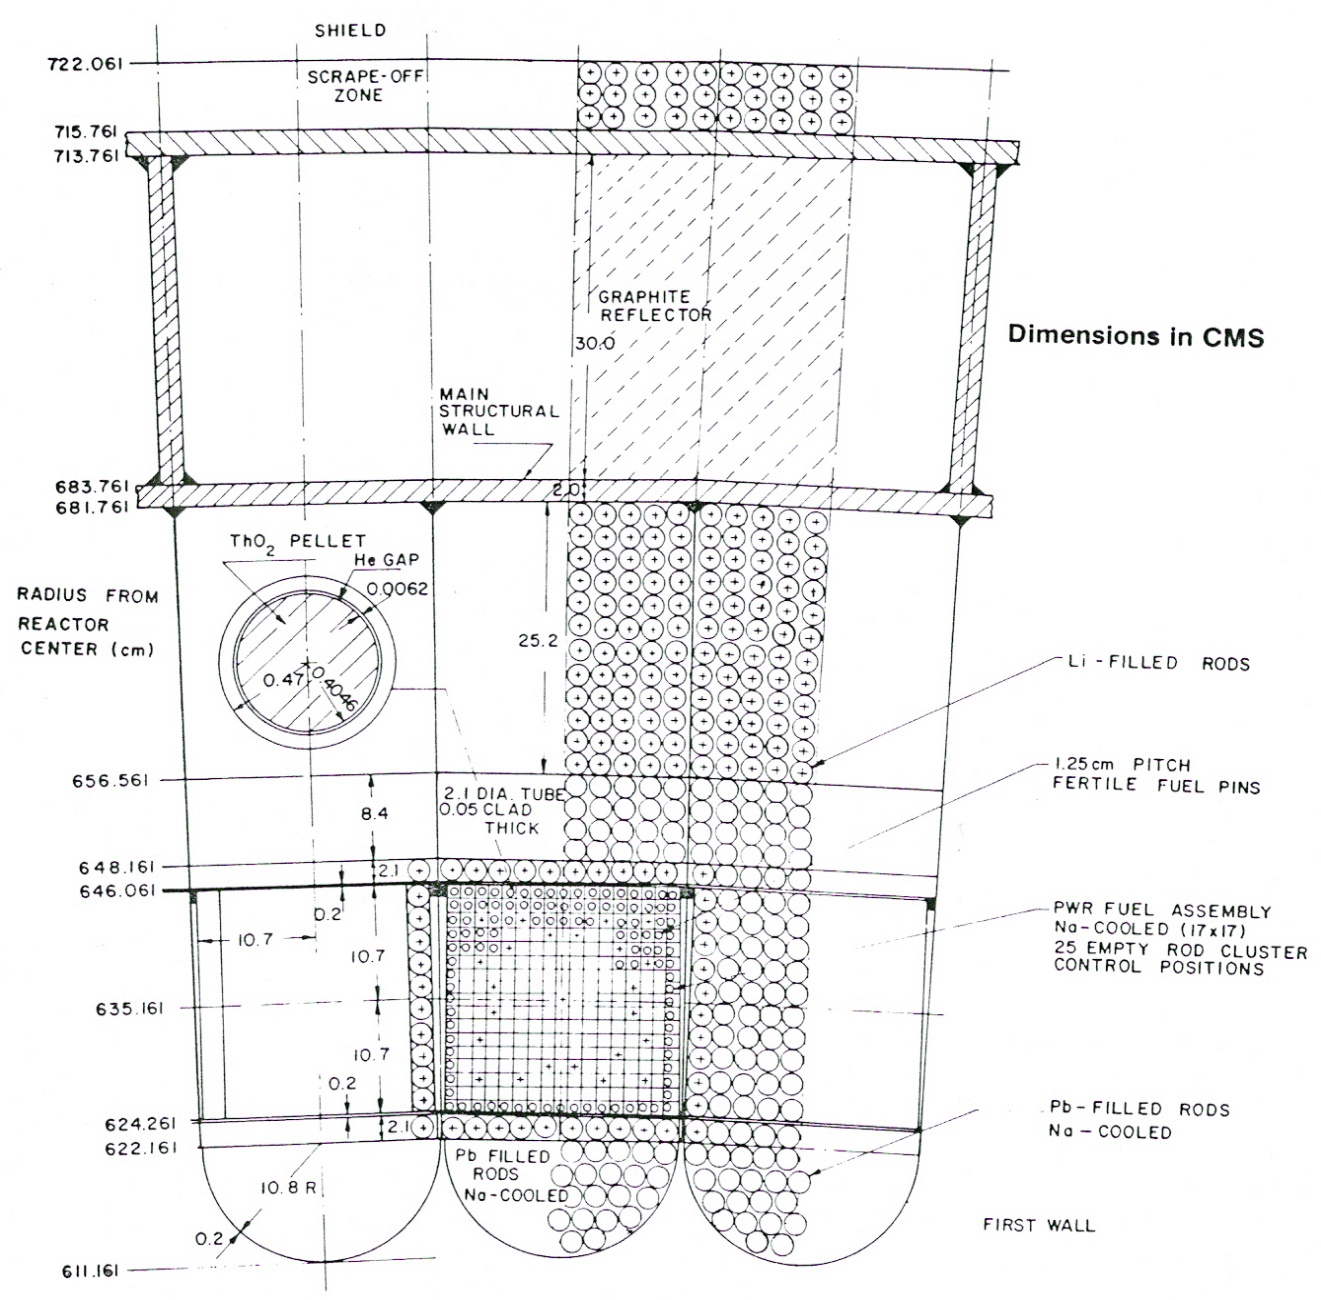 SHIELD
722.061
SCRAPE-OFF
ZONE
715.761
713.761
GRAPHITE
REFLECTOR
30.0
Dimensions in CMS
MAIN
STRUCTURAL
WALL
683.761
2.0
681.761
ThO2 PELLET
He GAP
0.0062
RADIUS FROM
REACTOR
CENTER (cm)
25.2
0.47
0.4046
Li-FILLED RODS
656.561
1.25cm PITCH
FERTILE FUEL PINS
8.4
2.1 DIA. TUBE
0.05 CLAD
THICK
648.161
2.1
646.061
0.2
10.7
10.7
PWR FUEL ASSEMBLY
Na-COOLED (17x17)
25 EMPTY ROD CLUSTER
CONTROL POSITIONS
635.161
10.7
0.2
624.261
2.1
622.161
Pb-FILLED RODS
Na-COOLED
Pb FILLED
RODS
Na-COOLED
10.8 R
0.2
FIRST WALL
611.161